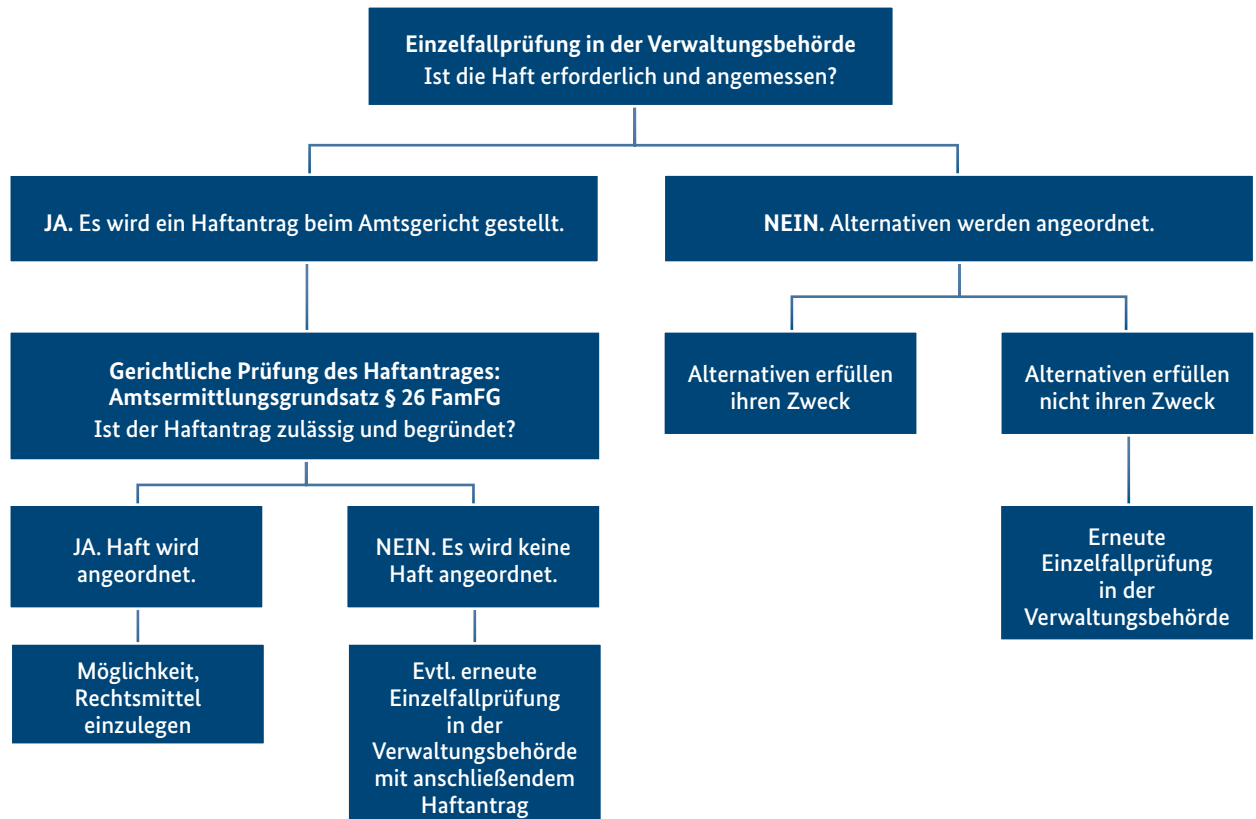 Einzelfallprüfung in der Verwaltungsbehörde
Ist die Haft erforderlich und angemessen?
JA. Es wird ein Haftantrag beim Amtsgericht gestellt.
NEIN. Alternativen werden angeordnet.
Gerichtliche Prüfung des Haftantrages:
Amtsermittlungsgrundsatz § 26 FamFG
Ist der Haftantrag zulässig und begründet?
Alternativen erfüllen
ihren Zweck
Alternativen erfüllen
nicht ihren Zweck
JA. Haft wird
angeordnet.
NEIN. Es wird keine
Haft angeordnet.
Erneute
Einzelfallprüfung
in der
Verwaltungsbehörde
Möglichkeit,
Rechtsmittel
einzulegen
Evtl. erneute
Einzelfallprüfung
in der
Verwaltungsbehörde
mit anschließendem
Haftantrag